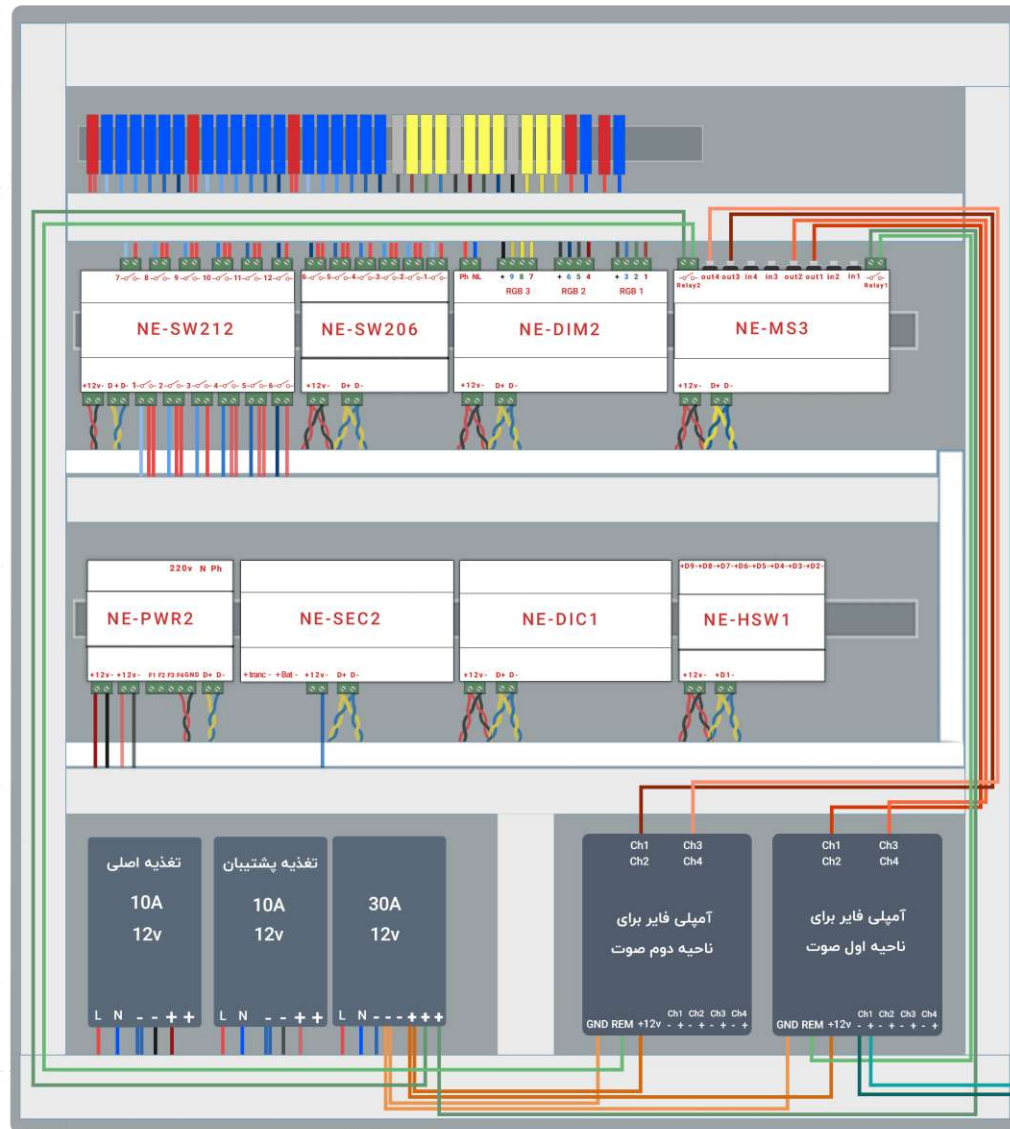 7 8 9 10 11 12
6 5 4 3 2 1
Ph NL + 9 8 7 + 6 5 4 + 3 2 1
RGB 3 RGB 2 RGB 1
out4 out3 in4 in3 out2 out1 in2 in1
Relay2 Relay1
NE-SW212
NE-SW206
NE-DIM2
NE-MS3
+12v- D+D- 1 2 3 4 5 6
+12v- D+ D-
+12v- D+ D-
+12v- D+ D-
220v N Ph
+D9-+D8-+D7-+D6-+D5-+D4-+D3-+D2-
NE-PWR2
NE-SEC2
NE-DIC1
NE-HSW1
+12v- +12v- F1 F2 F3 F4GND D+ D-
+tranc - +Bat - +12v- D+ D-
+12v- D+ D-
+12v- +D1-
تغذیه اصلی
10A
12v
L N - - + +
تغذیه پشتیبان
10A
12v
L N - - + +
30A
12v
L N - - - + + +
Ch1 Ch3
Ch2 Ch4
آمپلی فایر برای
ناحیه دوم صوت
Ch1 Ch2 Ch3 Ch4
GND REM +12v - + - + - + - +
Ch1 Ch3
Ch2 Ch4
آمپلی فایر برای
ناحیه اول صوت
Ch1 Ch2 Ch3 Ch4
GND REM +12v - + - + - + - +